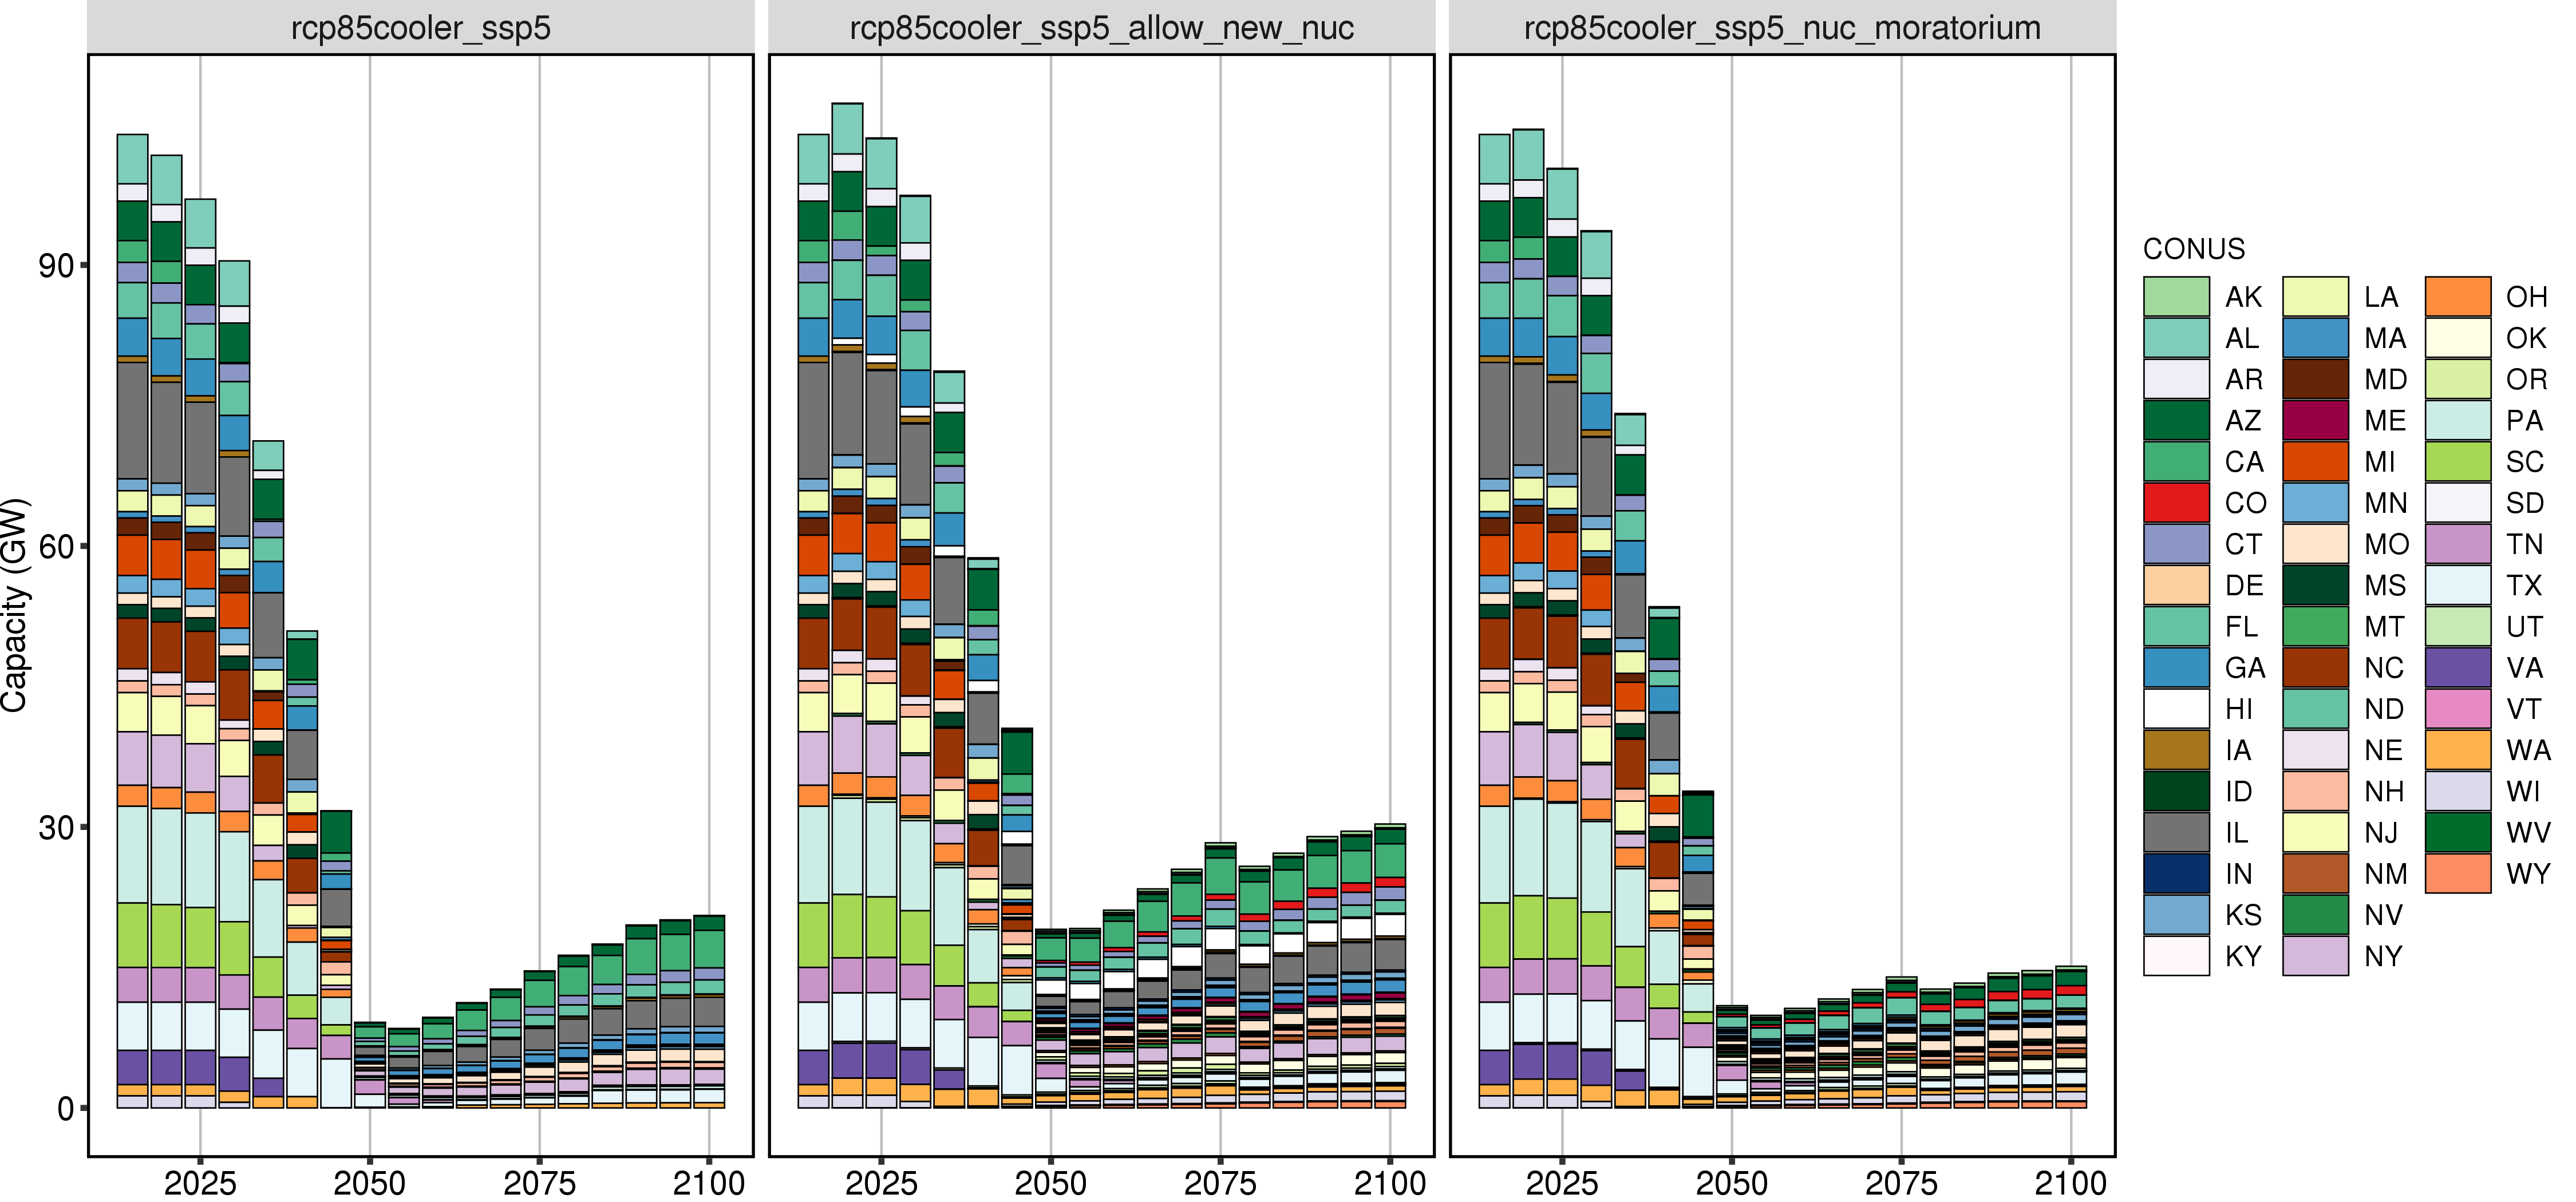 rcp85cooler_ssp5
rcp85cooler_ssp5_allow_new_nuc
rcp85cooler_ssp5_nuc_moratorium
Capacity (GW)
90
60
30
0
2025 2050 2075 2100
2025 2050 2075 2100
2025 2050 2075 2100
CONUS
AK LA OH
AL MA OK
AR MD OR
AZ ME PA
CA MI SC
CO MN SD
CT MO TN
DE MS TX
FL MT UT
GA NC VA
HI ND VT
IA NE WA
ID NH WI
IL NJ WV
IN NM WY
KS NV
KY NY